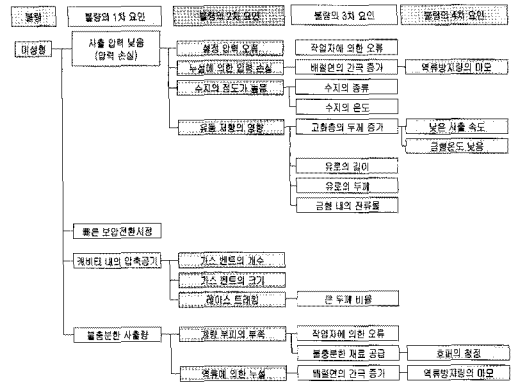 불량
불량의 1차 요인
불량의 2차 요인
불량의 3차 요인
불량의 4차 요인
미성형
사출 압력 낮음
(압력 손실)
설정 압력 오류
작업자에 의한 오류
누설에 의한 압력 손실
배럴면의 간극 증가
역류방지링의 마모
수지의 점도가 높음
수지의 종류
수지의 온도
유동 저항의 영향
고화층의 두께 증가
낮은 사출 속도
금형온도 낮음
유로의 길이
유로의 두께
금형 내의 잔류물
빠른 보압전환시점
캐비티 내의 압축공기
가스 벤트의 개수
가스 벤트의 크기
레이스 트래킹
큰 두께 비율
불충분한 사출량
계량 부피의 부족
작업자에 의한 오류
불충분한 재료 공급
호퍼의
역류에 의한 누설
배럴면의 간극 증가
역류방지링의 마모